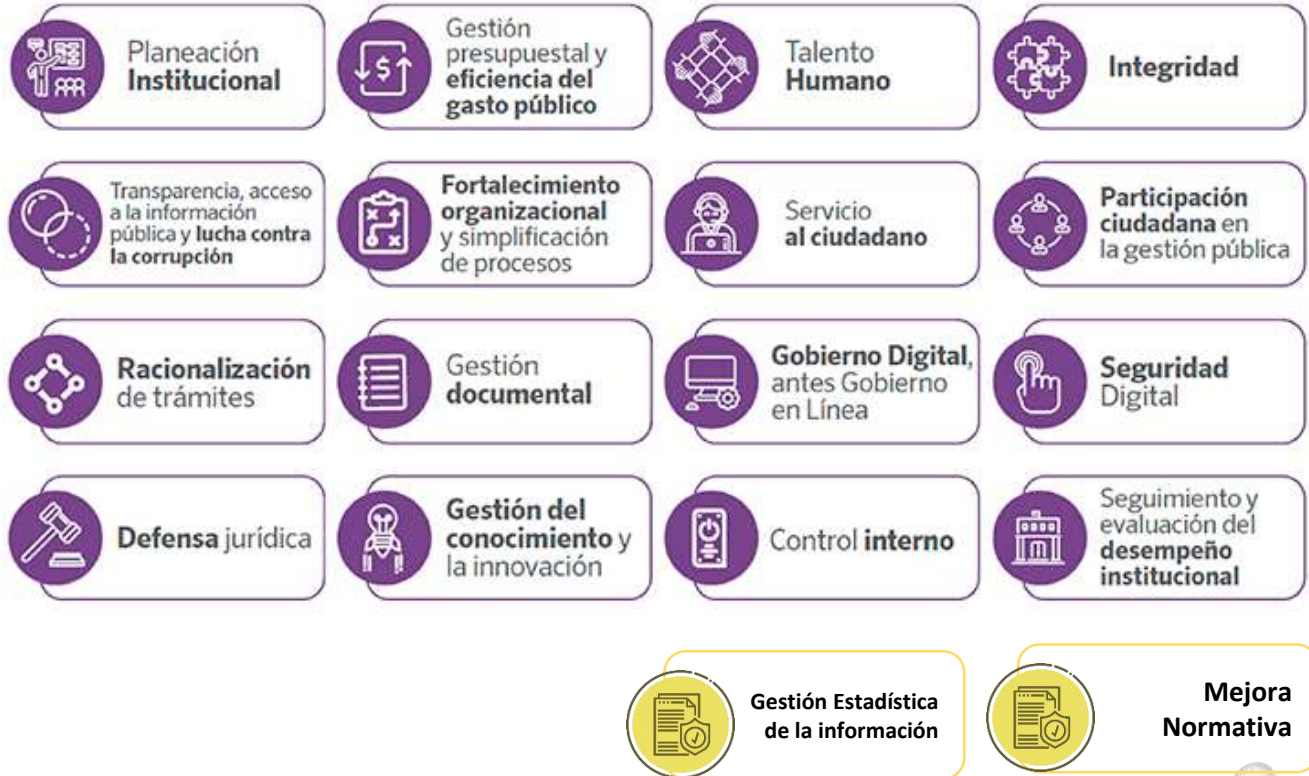 Planeación
Institucional
Gestión
presupuestal y
eficiencia del
gasto público
Talento
Humano
Integridad
Transparencia, acceso
a la información
pública y lucha contra
la corrupción
Fortalecimiento
organizacional
y simplificación
de procesos
Servicio
al ciudadano
Participación
ciudadana en
la gestión pública
Racionalización
de trámites
Gestión
documental
Gobierno Digital,
antes Gobierno
en Línea
Seguridad
Digital
Defensa jurídica
Gestión del
conocimiento y
la innovación
Control interno
Seguimiento y
evaluación del
desempeño
institucional
Gestión Estadística
de la información
Mejora
Normativa